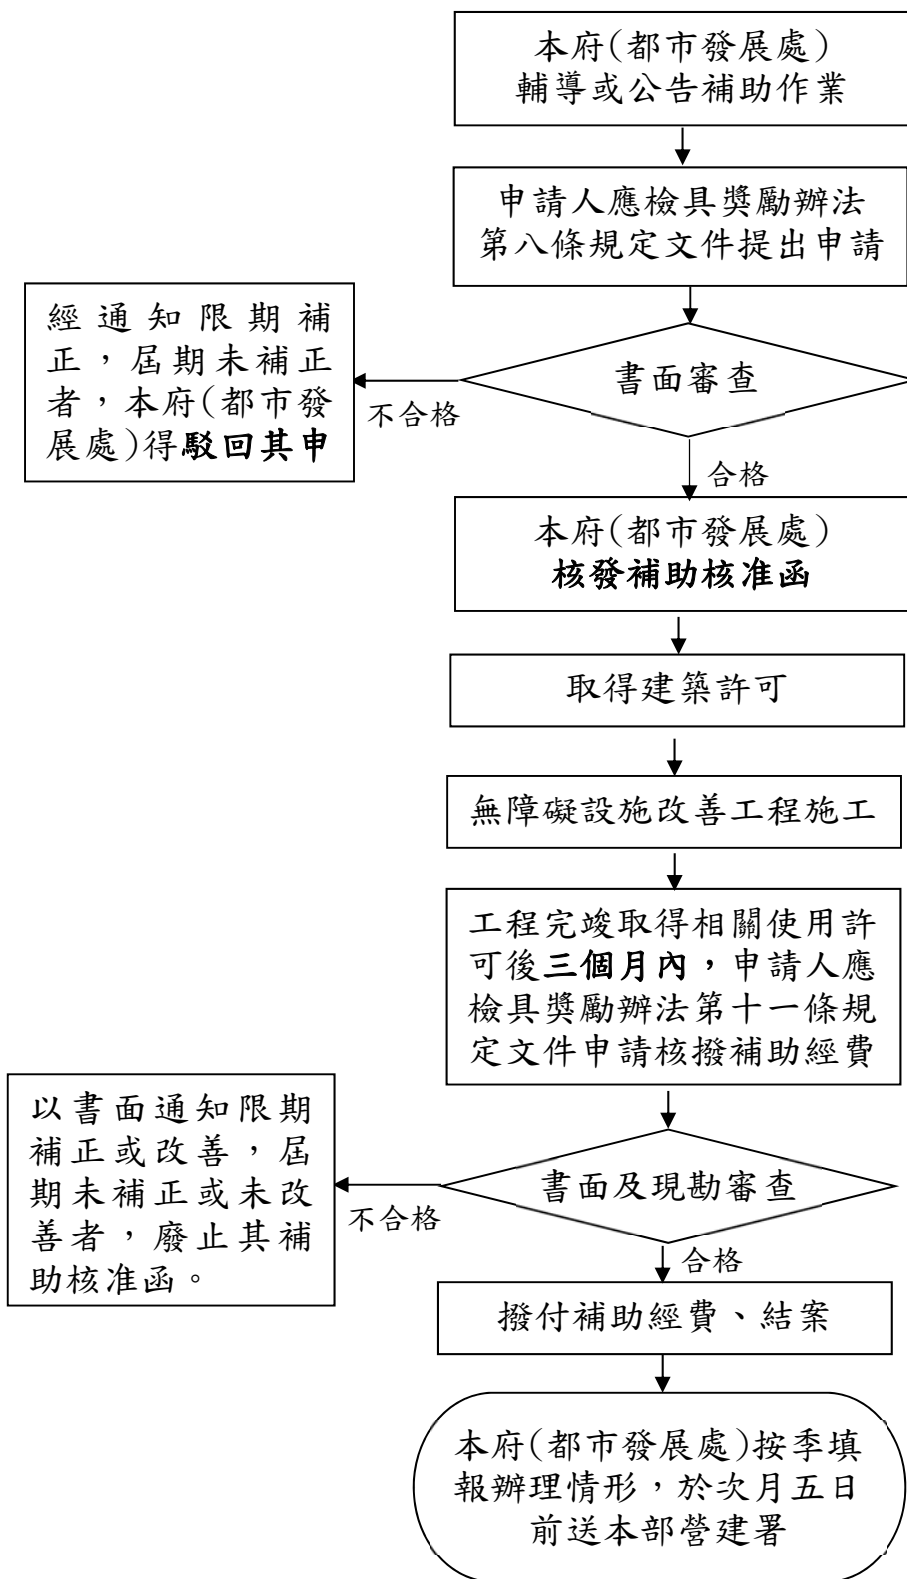 本府(都市發展處)
輔導或公告補助作業
申請人應檢具獎勵辦法
第八條規定文件提出申請
書面審查
不合格
經通知限期補
正，屆期未補正
者，本府(都市發
展處)得駁回其申
合格
本府(都市發展處)
核發補助核准函
取得建築許可
無障礙設施改善工程施工
工程完竣取得相關使用許
可後三個月內，申請人應
檢具獎勵辦法第十一條規
定文件申請核撥補助經費
書面及現勘審查
不合格
以書面通知限期
補正或改善，屆
期未補正或未改
善者，廢止其補
助核准函。
合格
撥付補助經費、結案
本府(都市發展處)按季填
報辦理情形，於次月五日
前送本部營建署